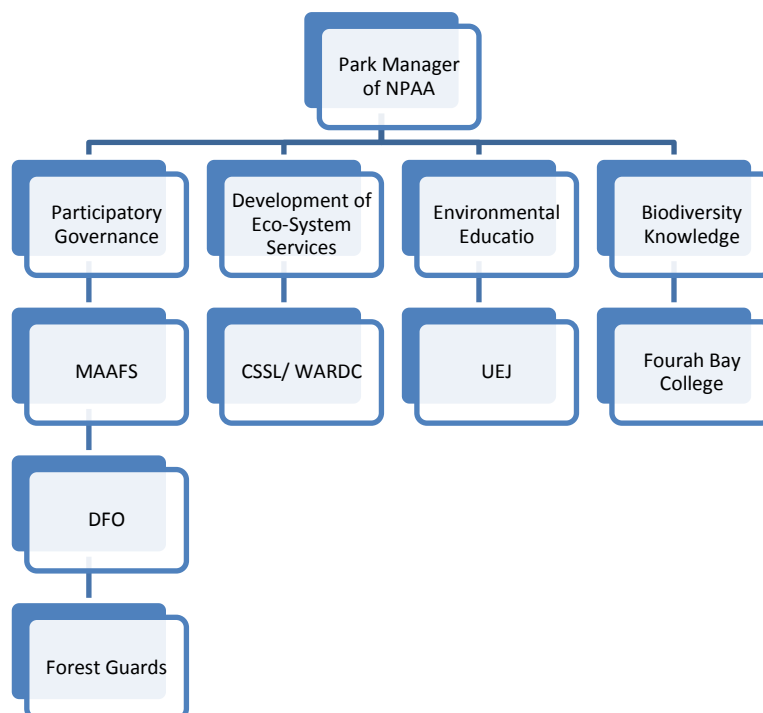 Park Manager
of NPAA
Participatory
Governance
Development of
Eco-System
Services
Environmental
Educatio
Biodiversity
Knowledge
MAAFS
CSSL/ WARDC
UEJ
Fourah Bay
College
DFO
Forest Guards